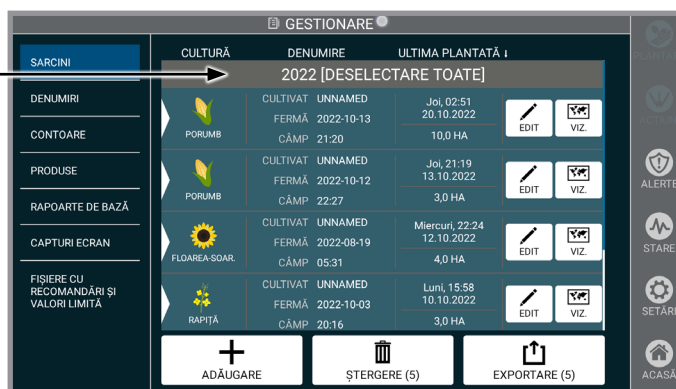 GESTIONARE
SARCINI
DENUMIRI
CONTOARE
PRODUSE
RAPOARTE DE BAZĂ
CAPTURI ECRAN
FIȘIERE CU
RECOMANDĂRI ȘI
VALORI LIMITĂ
CULTURĂ DENUMIRE ULTIMA PLANTATĂ
2022 [DESELECTARE TOATE]
PORUMB
CULTIVAT UNNAMED
FERMĂ 2022-10-13
CÂMP 21:20
Joi, 02:51
20.10.2022
10,0 HA
EDIT VIZ.
PORUMB
CULTIVAT UNNAMED
FERMĂ 2022-10-12
CÂMP 22:27
Joi, 21:19
13.10.2022
3,0 HA
EDIT VIZ.
FLOAREA-SOAR.
CULTIVAT UNNAMED
FERMĂ 2022-08-19
CÂMP 05:31
Miercuri, 22:24
12.10.2022
4,0 HA
EDIT VIZ.
RAPIȚĂ
CULTIVAT UNNAMED
FERMĂ 2022-10-03
CÂMP 20:16
Luni, 15:58
10.10.2022
3,0 HA
EDIT VIZ.
ADĂUGARE
ȘTERGERE (5)
EXPORTARE (5)
ALERTE
STARE
SETĂRI
ACASĂ